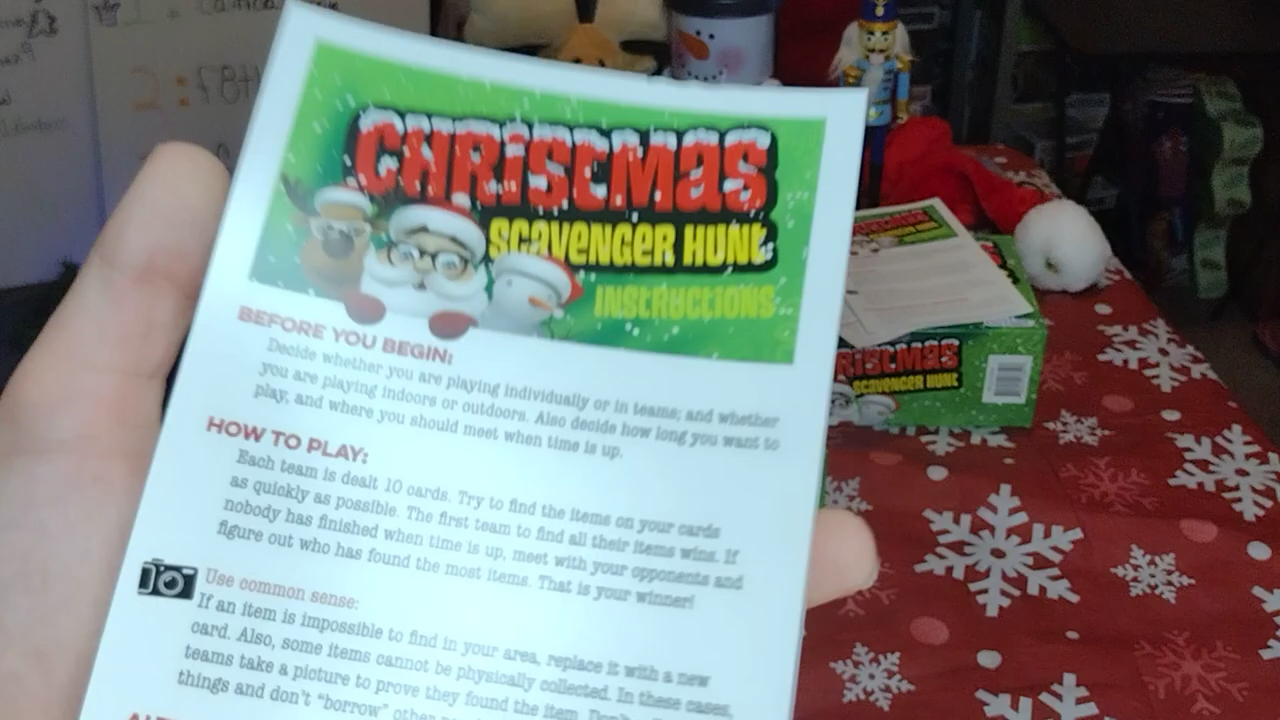 CHRISTMAS
SCAVENGER HUNT
INSTRUCTIONS
BEFORE YOU BEGIN:
Decide whether you are playing individually or in teams; and whether
you are playing indoors or outdoors. Also decide how long you want to
play, and where you should meet when time is up.
HOW TO PLAY:
Each team is dealt 10 cards. Try to find the items on your cards
as quickly as possible. The first team to find all their items wins. If
nobody has finished when time is up, meet with your opponents and
figure out who has found the most items. That is your winner!
Use common sense:
If an item is impossible to find in your area, replace it with a new
card. Also, some items cannot be physically collected. In these cases,
teams take a picture to prove they found the item.
things and don't "borrow" other
RISTMAS
SCAVENGER HUNT
2: